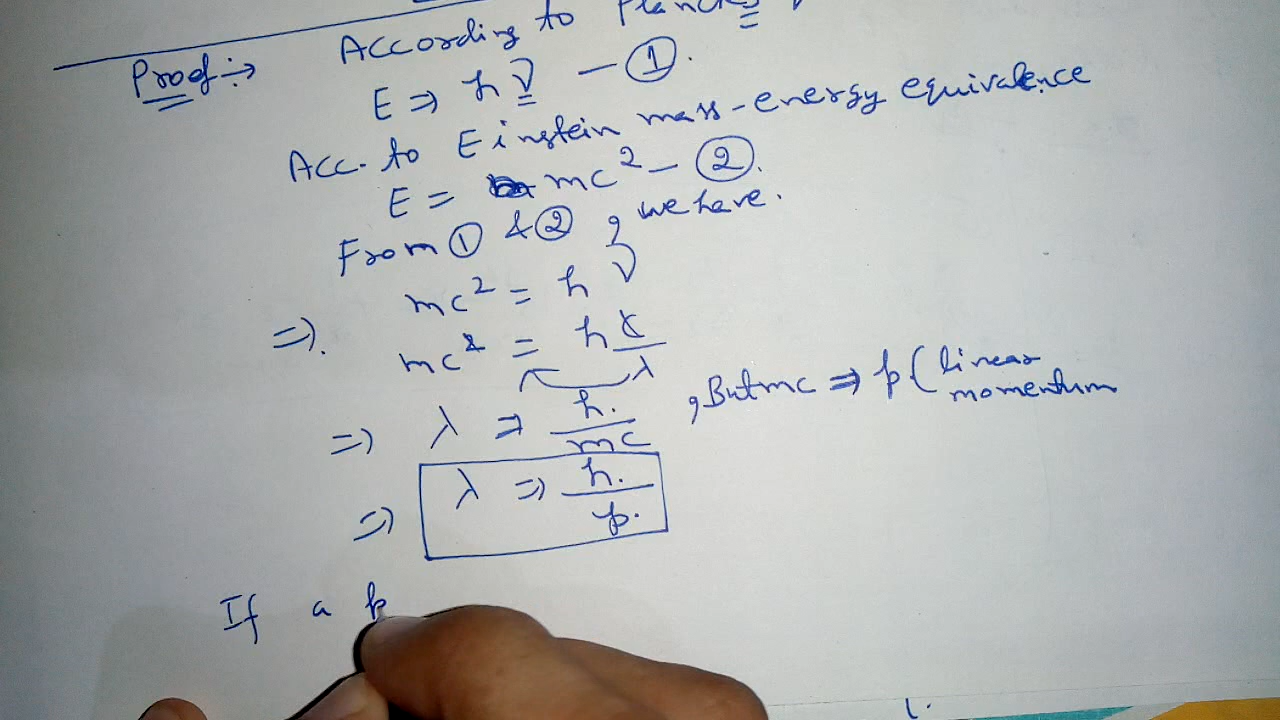 According to Planck's
Proof :→
E ⇒ hν — ①.
Acc. to Einstein mass-energy equivalence
E = mc² — ②.
From ① & ②, we have.
mc² = hν
⇒). mc² = h c/λ
⇒) λ ⇒ h./mc , But mc ⇒ p (linear
momentum
⇒) λ ⇒) h./p.
If a p